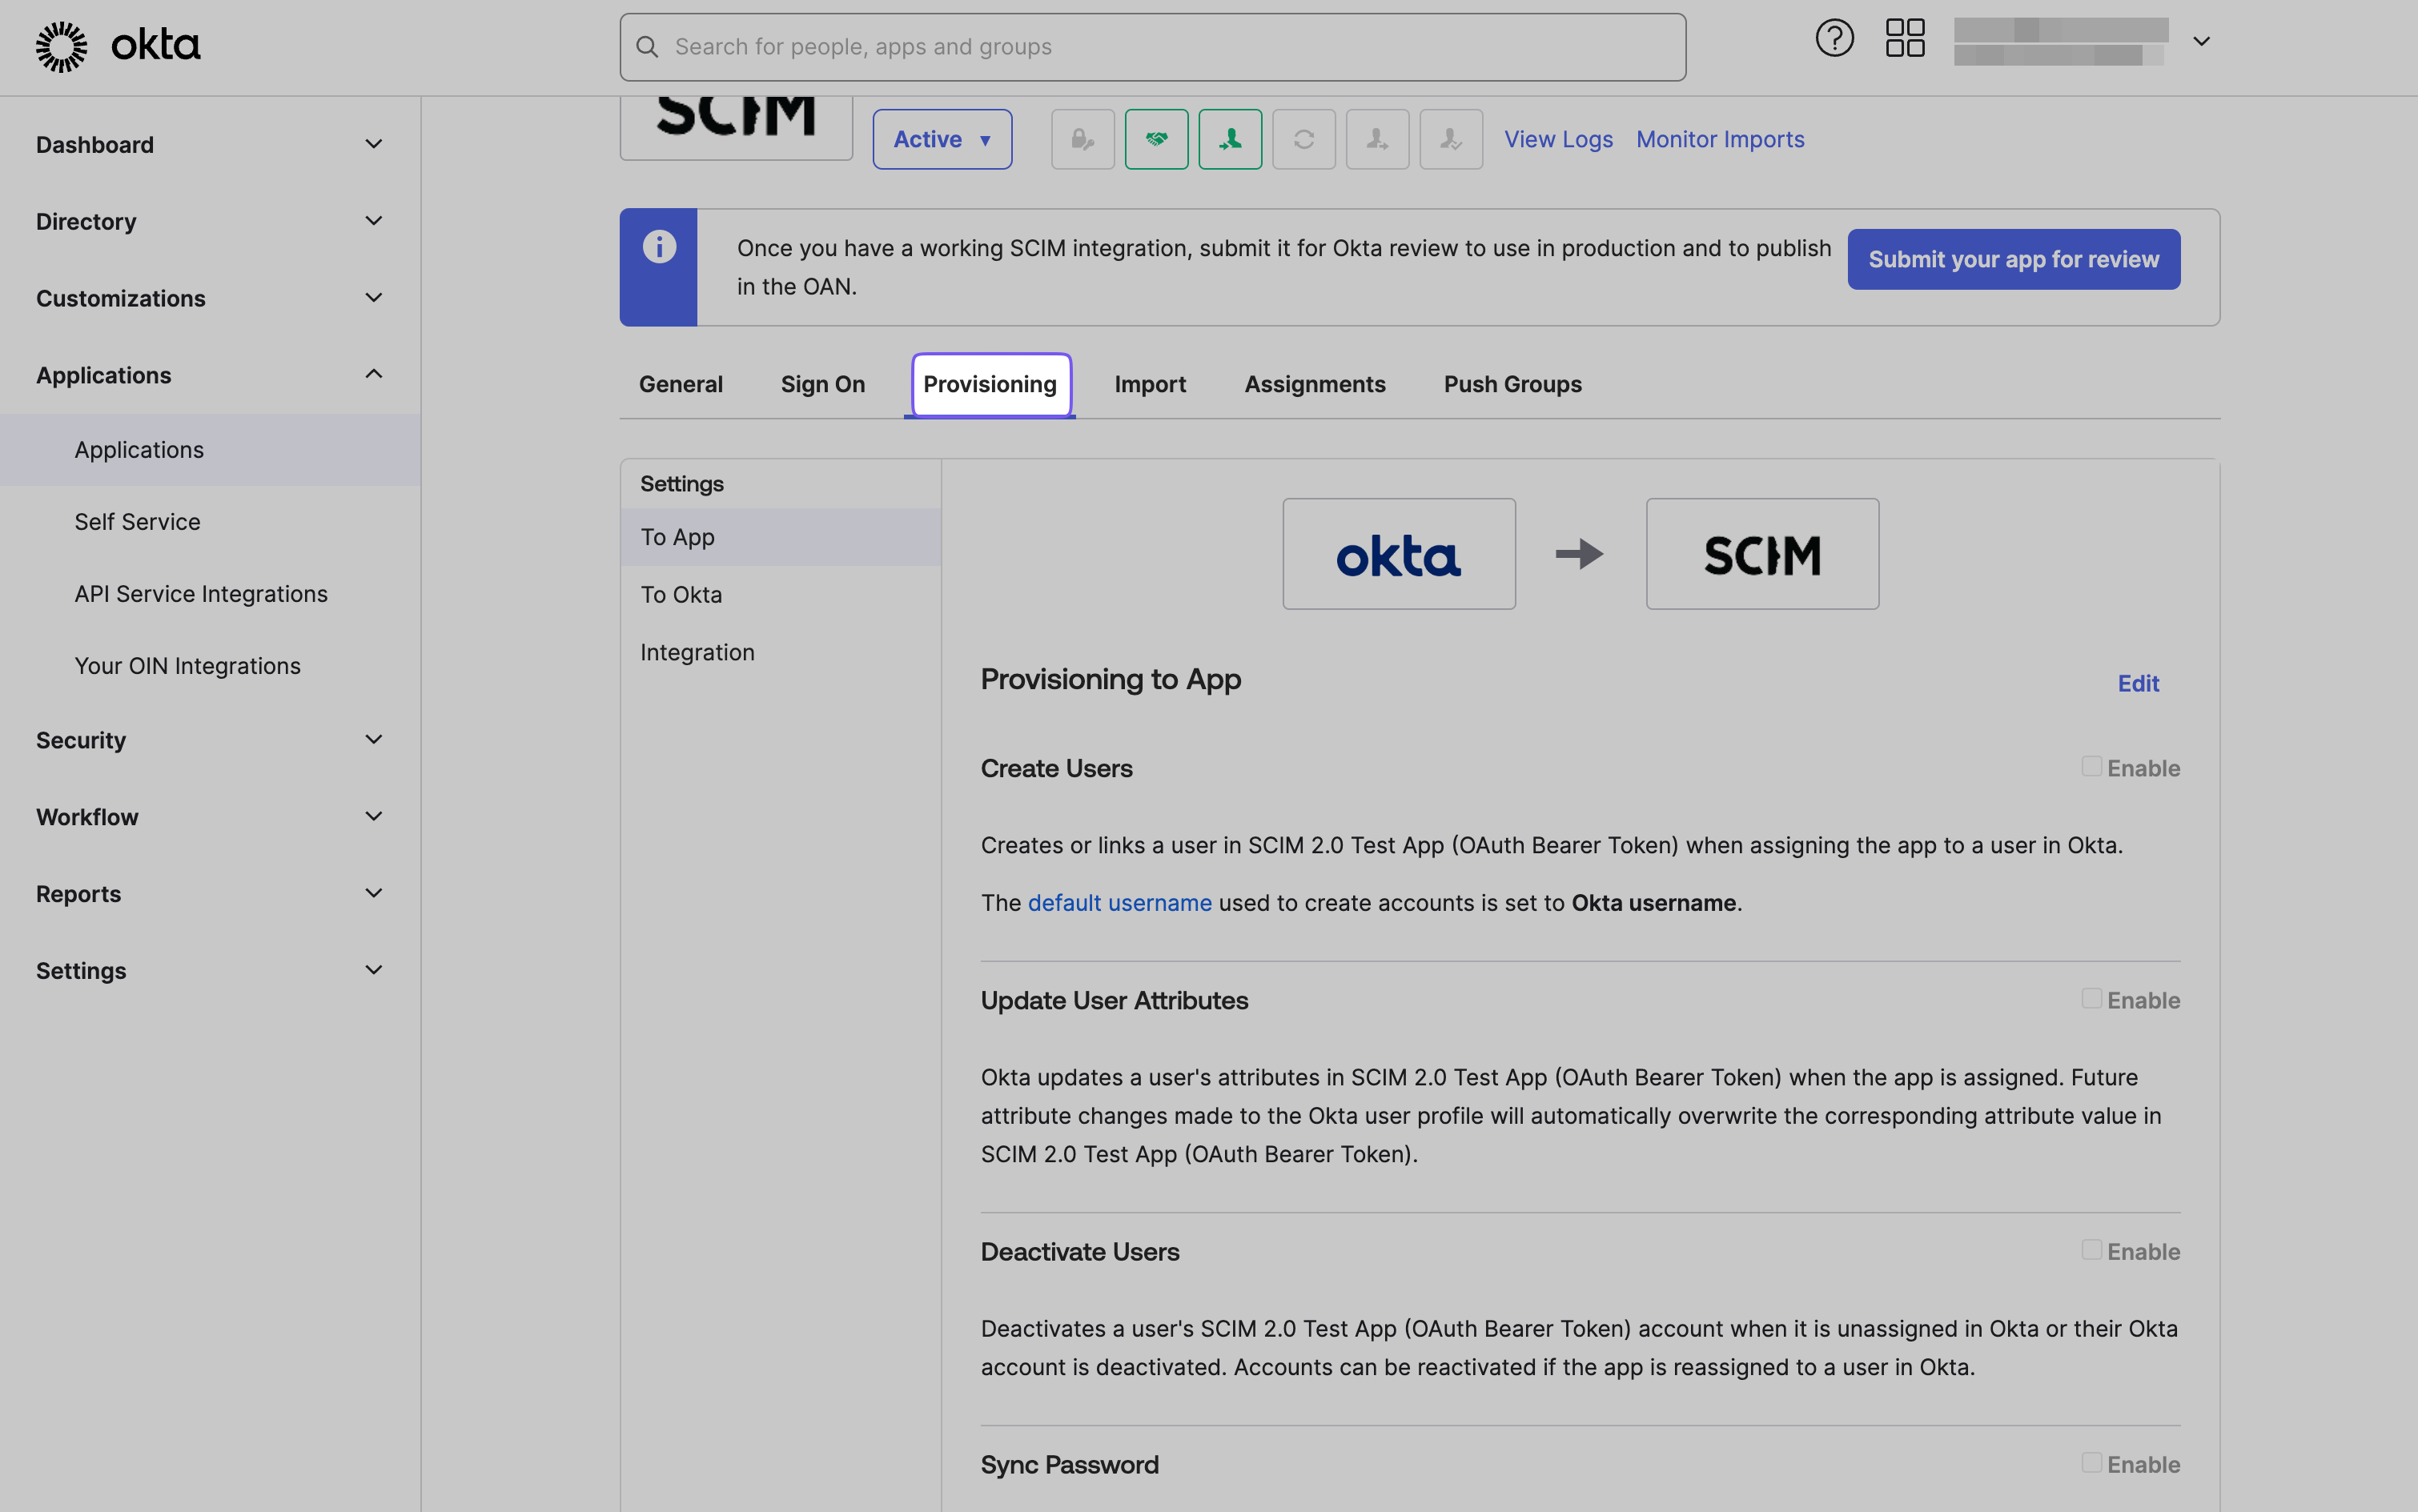 okta
Search for people, apps and groups
Dashboard
Directory
Customizations
Applications
Applications
Self Service
API Service Integrations
Your OIN Integrations
Security
Workflow
Reports
Settings
SCIM
Active
View Logs
Monitor Imports
Once you have a working SCIM integration, submit it for Okta review to use in production and to publish
in the OAN.
Submit your app for review
General
Sign On
Provisioning
Import
Assignments
Push Groups
Settings
To App
To Okta
Integration
okta
SCIM
Provisioning to App
Edit
Create Users
Enable
Creates or links a user in SCIM 2.0 Test App (OAuth Bearer Token) when assigning the app to a user in Okta.
The default username used to create accounts is set to Okta username.
Update User Attributes
Enable
Okta updates a user's attributes in SCIM 2.0 Test App (OAuth Bearer Token) when the app is assigned. Future
attribute changes made to the Okta user profile will automatically overwrite the corresponding attribute value in
SCIM 2.0 Test App (OAuth Bearer Token).
Deactivate Users
Enable
Deactivates a user's SCIM 2.0 Test App (OAuth Bearer Token) account when it is unassigned in Okta or their Okta
account is deactivated. Accounts can be reactivated if the app is reassigned to a user in Okta.
Sync Password
Enable